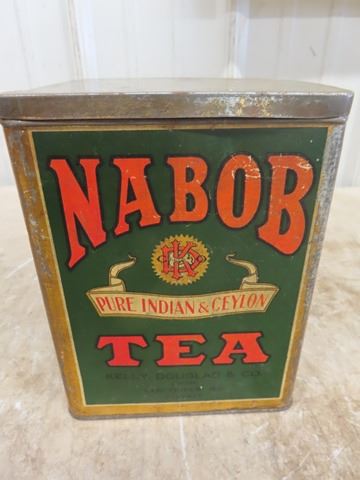 NABOB
PURE INDIAN & CEYLON
TEA
KELLY, DOUGLAS & CO.